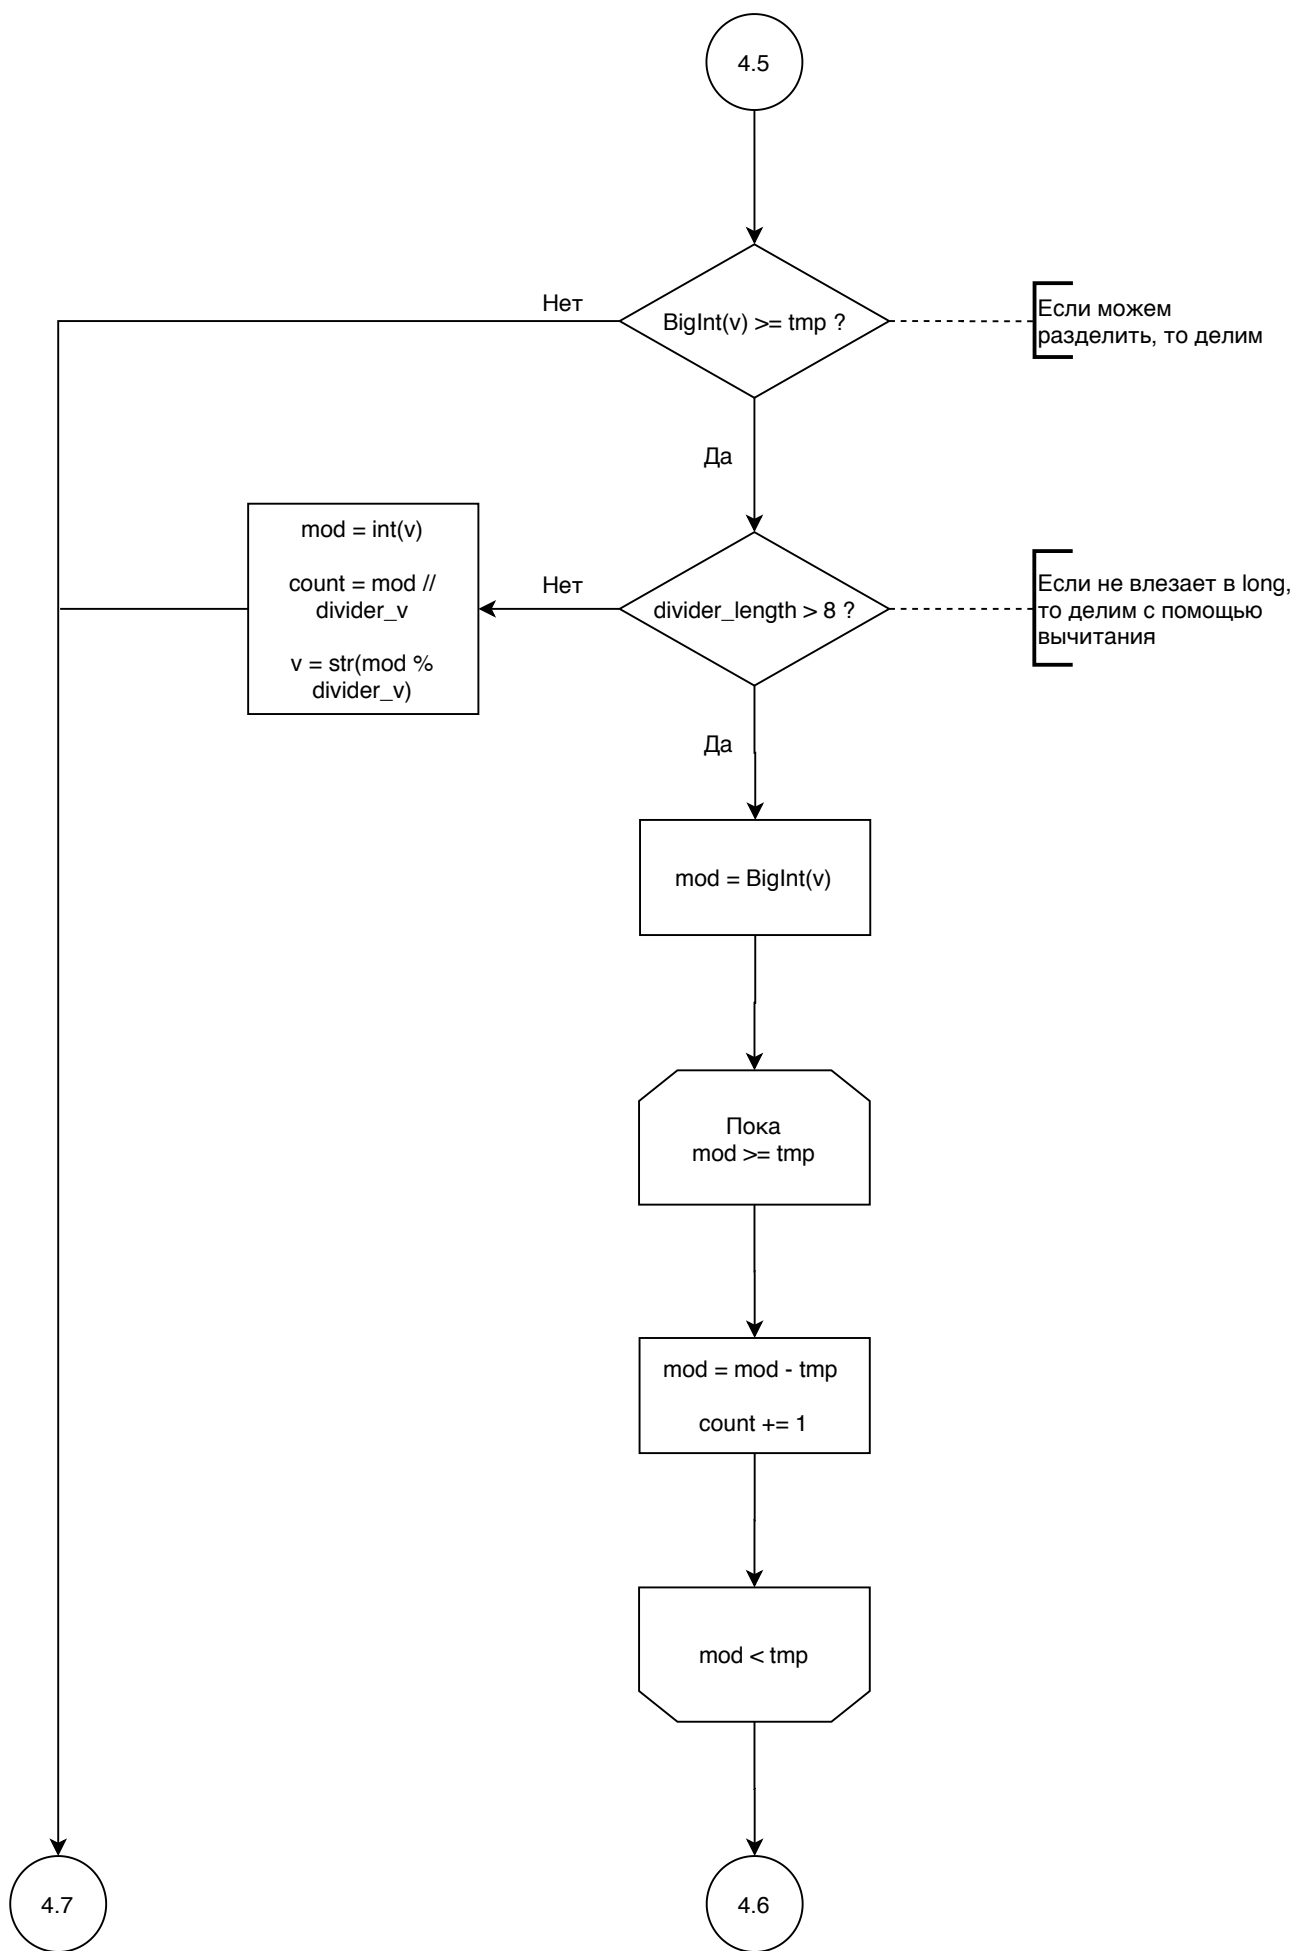 4.5
Нет
BigInt(v) >= tmp ?
Если можем
разделить, то делим
Да
mod = int(v)
count = mod //
divider_v
v = str(mod %
divider_v)
Нет
divider_length > 8 ?
Если не влезает в long,
то делим с помощью
вычитания
Да
mod = BigInt(v)
Пока
mod >= tmp
mod = mod - tmp
count += 1
mod < tmp
4.7
4.6